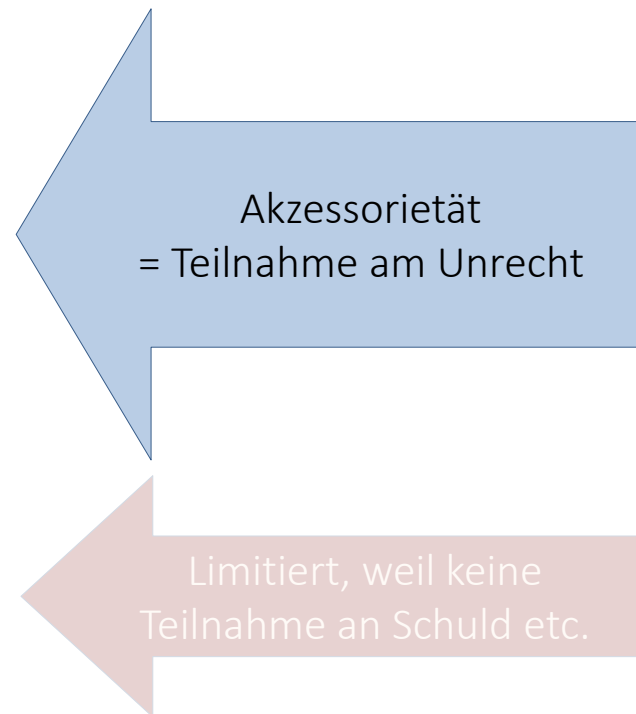 Akzessorietät
= Teilnahme am Unrecht
Limitiert, weil keine
Teilnahme an Schuld etc.